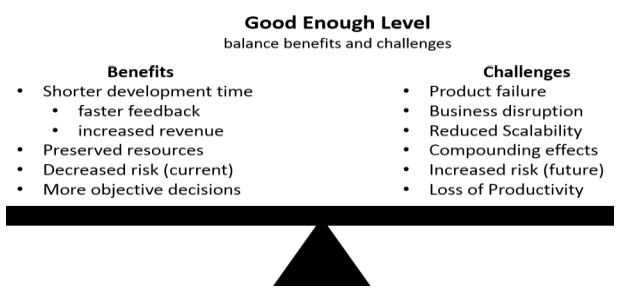 Good Enough Level
balance benefits and challenges
Benefits
• Shorter development time
• faster feedback
• increased revenue
• Preserved resources
• Decreased risk (current)
• More objective decisions
Challenges
• Product failure
• Business disruption
• Reduced Scalability
• Compounding effects
• Increased risk (future)
• Loss of Productivity